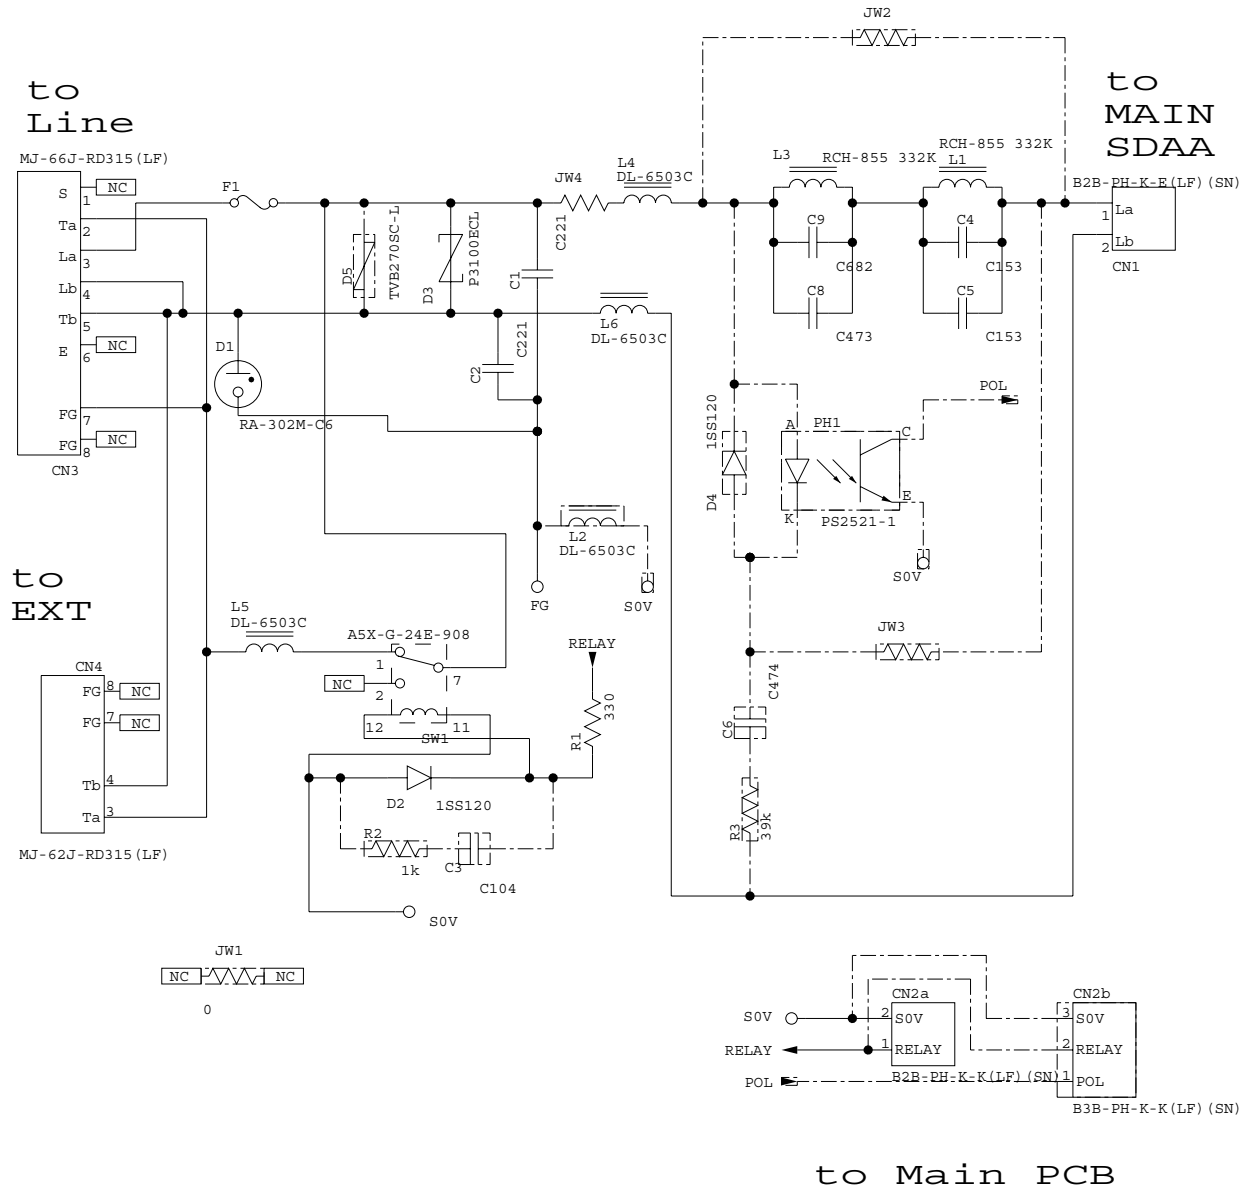 JW2
to
Line
to
MAIN
SDAA
MJ-66J-RD315(LF)
L4
DL-6503C
L3
RCH-855 332K
RCH-855 332K
L1
S
NC
1
F1
JW4
B2B-PH-K-E(LF)(SN)
Ta
2
La
3
Lb
4
Tb
5
E
NC
6
FG
7
FG
NC
8
CN3
D5
TVB270SC-L
D3
P3100ECL
C221
C1
C9
C682
C8
C473
C4
C153
C5
C153
La
1
Lb
2
CN1
D1
RA-302M-C6
C2
C221
L6
DL-6503C
POL
1SS120
D4
A
PH1
C
K
E
PS2521-1
S0V
L2
DL-6503C
FG
S0V
to
EXT
L5
DL-6503C
A5X-G-24E-908
RELAY
JW3
1
7
NC
2
12
11
SW1
330
R1
C474
C6
CN4
FG
8
NC
FG
7
NC
Tb
4
Ta
3
MJ-62J-RD315(LF)
D2
1SS120
R2
1k
C3
C104
R3
39k
S0V
JW1
NC
NC
0
CN2a
CN2b
S0V
2
S0V
3
S0V
RELAY
1
RELAY
2
RELAY
POL
B2B-PH-K-K(LF)(SN)
1
POL
B3B-PH-K-K(LF)(SN)
to Main PCB